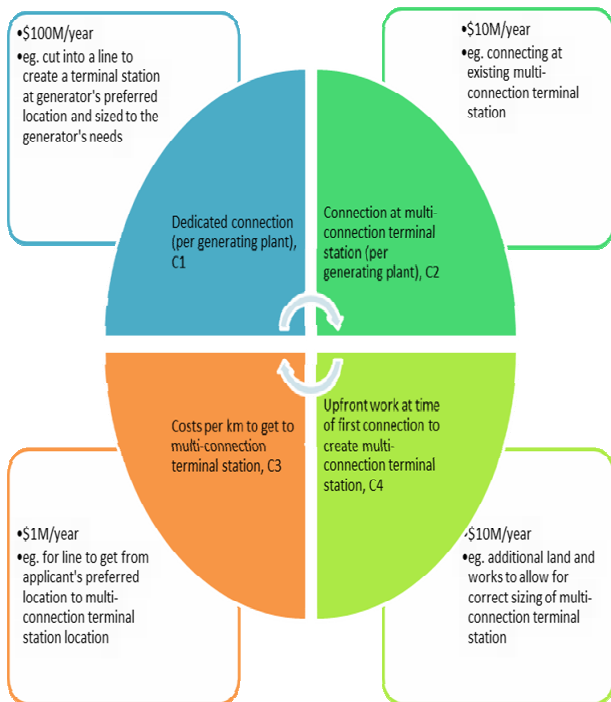 •$100M/year
•eg. cut into a line to
create a terminal station
at generator's preferred
location and sized to the
generator's needs
•$10M/year
•eg. connecting at
existing multi-
connection terminal
station
Dedicated connection
(per generating plant),
C1
Connection at multi-
connection terminal
station (per
generating plant), C2
Costs per km to get to
multi-connection
terminal station, C3
Upfront work at time
of first connection to
create multi-
connection terminal
station, C4
•$1M/year
•eg. for line to get from
applicant's preferred
location to multi-
connection terminal
station location
•$10M/year
•eg. additional land and
works to allow for
correct sizing of multi-
connection terminal
station